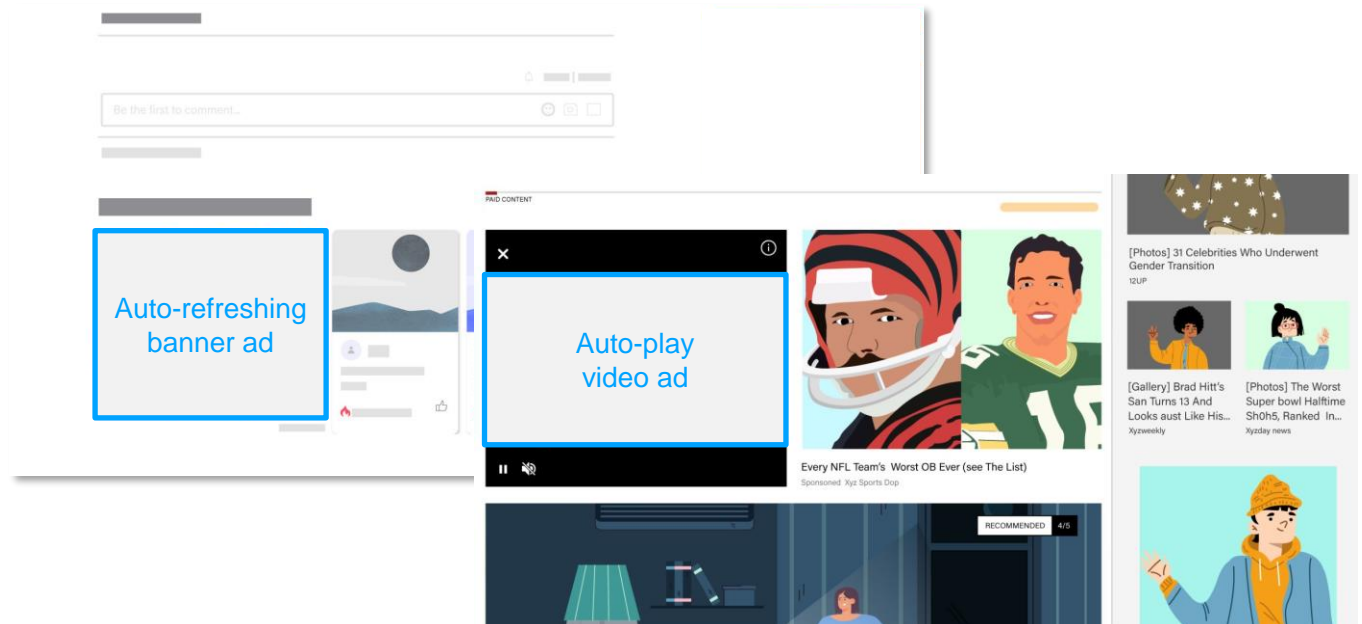 Be the first to comment...
Auto-refreshing
banner ad
PAID CONTENT
Auto-play
video ad
Every NFL Team's Worst OB Ever (see The List)
Sponsored Xyz Sports Dop
RECOMMENDED 4/5
[Photos] 31 Celebrities Who Underwent
Gender Transition
12UP
[Gallery] Brad Hitt's
San Turns 13 And
Looks aust Like His...
Xyzweekly
[Photos] The Worst
Super bowl Halftime
Sh0h5, Ranked In...
Xyzday news